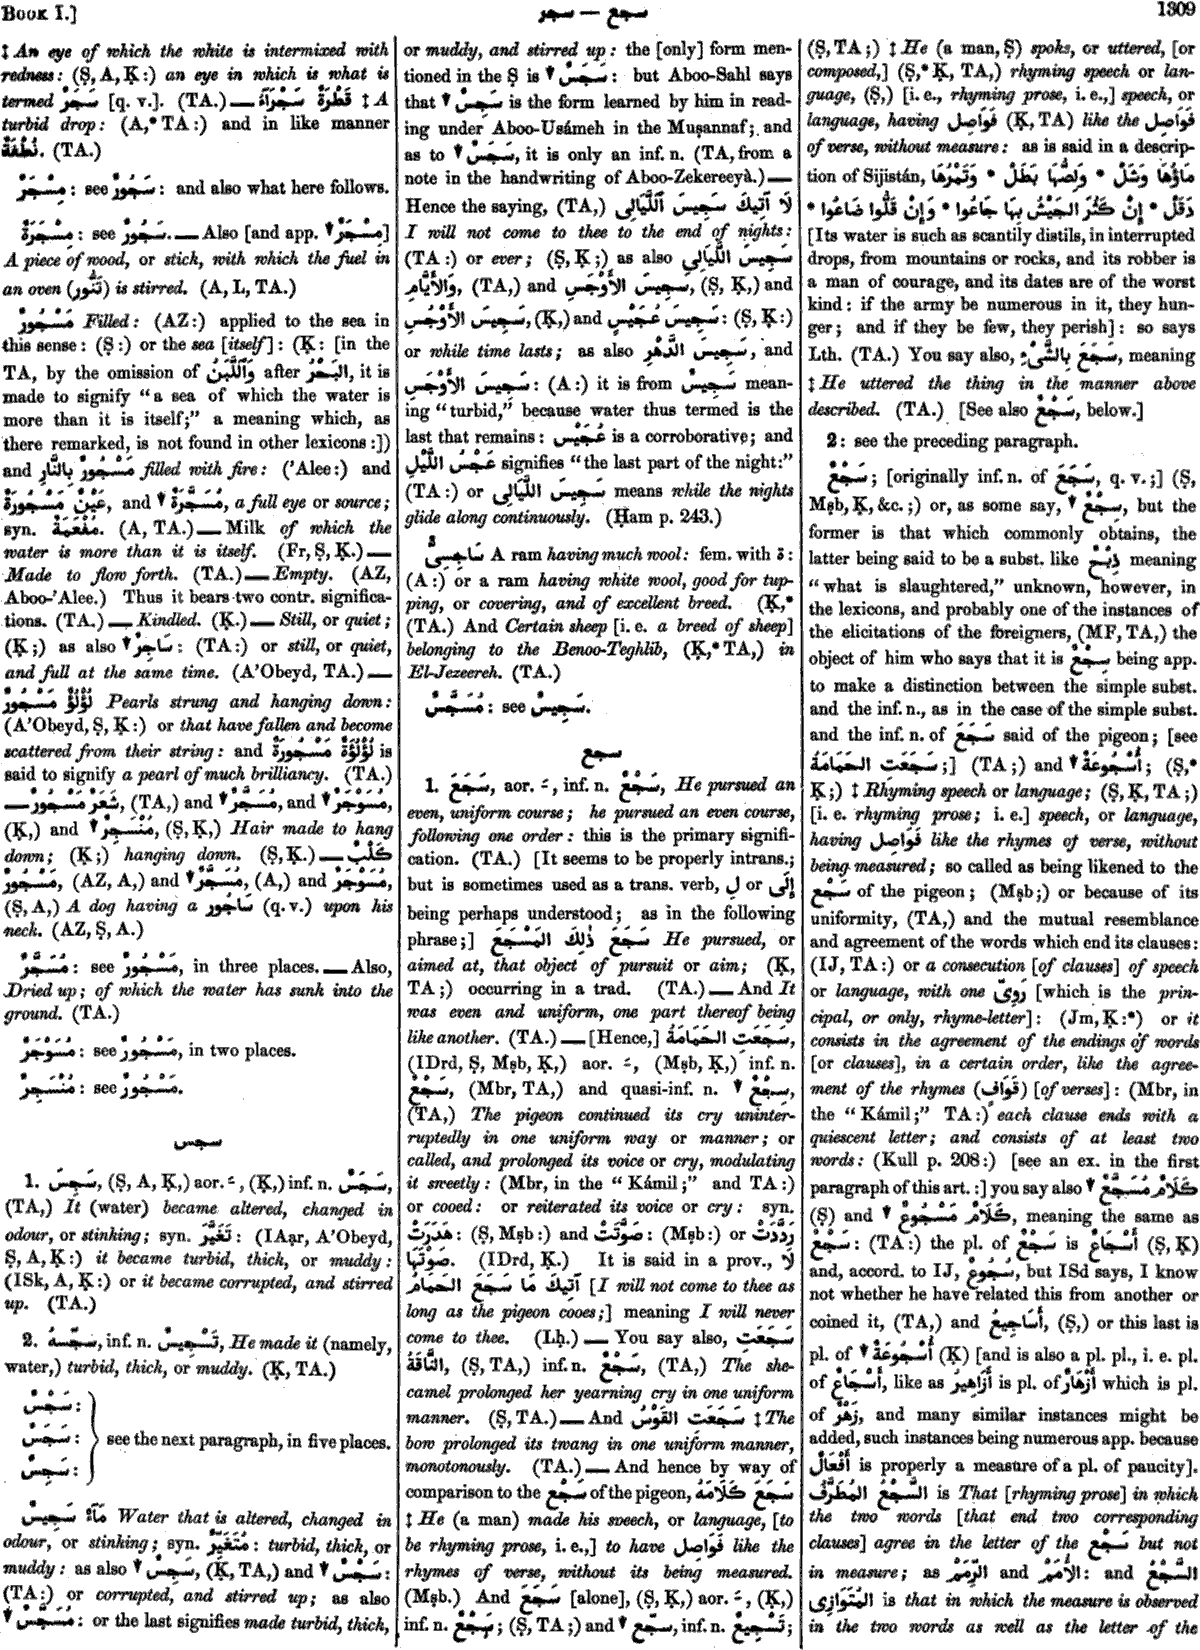 Book I.]
سجر — سجع
1309
‡ An eye of which the white is intermixed with
redness: (Ṣ, A, Ḳ:) an eye in which is what is
termed سَجَرٌ [q. v.]. (TA.) — قَطْرَةٌ سَجْرَآءُ ‡ A
turbid drop: (A,* TA:) and in like manner
نُطْفَةٌ. (TA.)
مِسْجَرٌ: see سَجُورٌ: and also what here follows.
مِسْجَرَةٌ: see سَجُورٌ. — Also [and app. ▼ مِسْجَرٌ]
A piece of wood, or stick, with which the fuel in
an oven (تَنُّور) is stirred. (A, L, TA.)
مَسْجُورٌ Filled: (AZ:) applied to the sea in
this sense: (Ṣ:) or the sea [itself]: (Ḳ: [in the
TA, by the omission of وَاللَّبَنُ after البَحْرُ, it is
made to signify “a sea of which the water is
more than it is itself;” a meaning which, as
there remarked, is not found in other lexicons:])
and مَسْجُورٌ بِالنَّارِ filled with fire: (’Alee:) and
عَيْنٌ مَسْجُورَةٌ, and ▼ مُسَجَّرَةٌ, a full eye or source;
syn. مُفْعَمَةٌ. (A, TA.) — Milk of which the
water is more than it is itself. (Fr, Ṣ, Ḳ.) —
Made to flow forth. (TA.) — Empty. (AZ,
Aboo-’Alee.) Thus it bears two contr. significa-
tions. (TA.) — Kindled. (Ḳ.) — Still, or quiet;
(Ḳ;) as also ▼ سَاجِرٌ: (TA:) or still, or quiet,
and full at the same time. (A’Obeyd, TA.) —
لُؤْلُؤٌ مَسْجُورٌ Pearls strung and hanging down:
(A’Obeyd, Ṣ, Ḳ:) or that have fallen and become
scattered from their string: and لُؤْلُؤَةٌ مَسْجُورَةٌ is
said to signify a pearl of much brilliancy. (TA.)
— شَعَرٌ مَسْجُورٌ, (TA,) and ▼ مُسَجَّرٌ, and ▼ مُسَوْجَرٌ,
(Ḳ,) and ▼ مُنْسَجِرٌ, (Ṣ, Ḳ,) Hair made to hang
down; (Ḳ;) hanging down. (Ṣ, Ḳ.) — كَلْبٌ
مَسْجُورٌ, (AZ, A,) and ▼ مُسَجَّرٌ, (A,) and مُسَوْجَرٌ,
(Ṣ, A,) A dog having a سَاجُور (q. v.) upon his
neck. (AZ, Ṣ, A.)
مُسَجَّرٌ: see مَسْجُورٌ, in three places. — Also,
Dried up; of which the water has sunk into the
ground. (TA.)
مُسَوْجَرٌ: see مَسْجُورٌ, in two places.
مُنْسَجِرٌ: see مَسْجُورٌ.
سجس
1. سَجِسَ, (Ṣ, A, Ḳ,) aor. ـَ, (Ḳ,) inf. n. سَجَسٌ,
(TA,) It (water) became altered, changed in
odour, or stinking; syn. تَغَيَّرَ: (IAạr, A’Obeyd,
Ṣ, A, Ḳ:) it became turbid, thick, or muddy:
(ISk, A, Ḳ:) or it became corrupted, and stirred
up. (TA.)
2. سَجَّسَهُ, inf. n. تَسْجِيسٌ, He made it (namely,
water,) turbid, thick, or muddy. (Ḳ, TA.)
سَجْسٌ:
سَجَسٌ: see the next paragraph, in five places.
سَجِسٌ:
مَآءٌ سَجِيسٌ Water that is altered, changed in
odour, or stinking; syn. مُتَغَيِّرٌ: turbid, thick, or
muddy: as also ▼ سَجِسٌ, (Ḳ, TA,) and ▼ سَجْسٌ:
(TA:) or corrupted, and stirred up; as also
▼ مُسَجَّسٌ: or the last signifies made turbid, thick,
or muddy, and stirred up: the [only] form men-
tioned in the Ṣ is ▼ سَجْسٌ: but Aboo-Sahl says
that ▼ سَجِسٌ is the form learned by him in read-
ing under Aboo-Usámeh in the Muṣannaf; and
as to ▼ سَجَسٌ, it is only an inf. n. (TA, from a
note in the handwriting of Aboo-Zekereeyà.) —
Hence the saying, (TA,) لَا آتِيكَ سَجِيسَ ٱللَّيَالِى
I will not come to thee to the end of nights:
(TA:) or ever; (Ṣ, Ḳ;) as also سَجِيسَ اللَّيَالِى
وَالأَيَّامِ, (TA,) and سَجِيسَ الأَوْجَسِ, (Ṣ, Ḳ,) and
سَجِيسَ الأَوْجُسِ, (Ḳ,) and سَجِيسَ عُجَيْسٍ: (Ṣ, Ḳ:)
or while time lasts; as also سَجِيسَ الدَّهْرِ, and
سَجِيسَ الأَوْجَسِ: (A:) it is from سَجِيسٌ mean-
ing “turbid,” because water thus termed is the
last that remains: عُجَيْس is a corroborative; and
عَجْسُ اللَّيْلِ signifies “the last part of the night:”
(TA:) or سَجِيسَ اللَّيَالِى means while the nights
glide along continuously. (Ḥam p. 243.)
سَاجِسِىٌّ A ram having much wool: fem. with ة:
(A:) or a ram having white wool, good for tup-
ping, or covering, and of excellent breed. (Ḳ,*
TA.) And Certain sheep [i. e. a breed of sheep]
belonging to the Benoo-Teghlib, (Ḳ,* TA,) in
El-Jezeereh. (TA.)
مُسَجَّسٌ: see سَجِيسٌ.
سجع
1. سَجَعَ, aor. ـَ, inf. n. سَجْعٌ, He pursued an
even, uniform course; he pursued an even course,
following one order: this is the primary signifi-
cation. (TA.) [It seems to be properly intrans.;
but is sometimes used as a trans. verb, لِ or إِلَى
being perhaps understood; as in the following
phrase;] سَجَعَ ذٰلِكَ المَسْجَعَ He pursued, or
aimed at, that object of pursuit or aim; (Ḳ,
TA;) occurring in a trad. (TA.) — And It
was even and uniform, one part thereof being
like another. (TA.) — [Hence,] سَجَعَتِ الحَمَامَةُ,
(IDrd, Ṣ, Mṣb, Ḳ,) aor. ـَ, (Mṣb, Ḳ,) inf. n.
سَجْعٌ, (Mbr, TA,) and quasi-inf. n. ▼ سِجْعٌ,
(TA,) The pigeon continued its cry uninter-
ruptedly in one uniform way or manner; or
called, and prolonged its voice or cry, modulating
it sweetly: (Mbr, in the “Kámil;” and TA:)
or cooed: or reiterated its voice or cry: syn.
هَدَرَتْ: (Ṣ, Mṣb:) and صَوَّتَتْ: (Mṣb:) or رَدَّدَتْ
صَوْتَهَا. (IDrd, Ḳ.) It is said in a prov., لَا
آتِيكَ مَا سَجَعَ الحَمَامُ [I will not come to thee as
long as the pigeon cooes;] meaning I will never
come to thee. (Lḥ.) — You say also, سَجَعَتِ
النَّاقَةُ, (Ṣ, TA,) inf. n. سَجْعٌ, (TA,) The she-
camel prolonged her yearning cry in one uniform
manner. (Ṣ, TA.) — And سَجَعَتِ القَوْسُ ‡ The
bow prolonged its twang in one uniform manner,
monotonously. (TA.) — And hence by way of
comparison to the سَجْع of the pigeon, سَجَعَ كَلَامَهُ
‡ He (a man) made his speech, or language, [to
be rhyming prose, i. e.,] to have فَوَاصِل like the
rhymes of verse, without its being measured.
(Mṣb.) And سَجَعَ [alone], (Ṣ, Ḳ,) aor. ـَ, (Ḳ,)
inf. n. سَجْعٌ; (Ṣ, TA;) and ▼ سَجَّعَ, inf. n. تَسْجِيعٌ;
(Ṣ, TA;) ‡ He (a man, Ṣ) spoke, or uttered, [or
composed,] (Ṣ,* Ḳ, TA,) rhyming speech or lan-
guage, (Ṣ,) [i. e., rhyming prose, i. e.,] speech, or
language, having فَوَاصِل (Ḳ, TA) like the فَوَاصِل
of verse, without measure: as is said in a descrip-
tion of Sijistán, مَاؤُهَا وَشَلٌ * وَلِصُّهَا بَطَلٌ * وَتَمْرُهَا
دَقَلٌ * إِنْ كَثُرَ الجَيْشُ بِهَا جَاعُوا * وَإِنْ قَلُّوا ضَاعُوا *
[Its water is such as scantily distils, in interrupted
drops, from mountains or rocks, and its robber is
a man of courage, and its dates are of the worst
kind: if the army be numerous in it, they hun-
ger; and if they be few, they perish]: so says
Lth. (TA.) You say also, سَجَعَ بِالشَّىْءِ, meaning
‡ He uttered the thing in the manner above
described. (TA.) [See also سَجْعٌ, below.]
2: see the preceding paragraph.
سَجْعٌ; [originally inf. n. of سَجَعَ, q. v.;] (Ṣ,
Mṣb, Ḳ, &c.;) or, as some say, ▼ سِجْعٌ, but the
former is that which commonly obtains, the
latter being said to be a subst. like ذِبْحٌ meaning
“what is slaughtered,” unknown, however, in
the lexicons, and probably one of the instances of
the elicitations of the foreigners, (MF, TA,) the
object of him who says that it is سِجْعٌ being app.
to make a distinction between the simple subst.
and the inf. n., as in the case of the simple subst.
and the inf. n. of سَجَعَ said of the pigeon; [see
سَجَعَتِ الحَمَامَةُ;] (TA;) and ▼ أُسْجُوعَةٌ; (Ṣ,*
Ḳ;) ‡ Rhyming speech or language; (Ṣ, Ḳ, TA;)
[i. e. rhyming prose; i. e.] speech, or language,
having فَوَاصِل like the rhymes of verse, without
being measured; so called as being likened to the
سَجْع of the pigeon; (Mṣb;) or because of its
uniformity, (TA,) and the mutual resemblance
and agreement of the words which end its clauses:
(IJ, TA:) or a consecution [of clauses] of speech
or language, with one رَوِىّ [which is the prin-
cipal, or only, rhyme-letter]: (Jm, Ḳ:*) or it
consists in the agreement of the endings of words
[or clauses], in a certain order, like the agree-
ment of the rhymes (قَوَافٍ) [of verses]: (Mbr, in
the “Kámil;” TA:) each clause ends with a
quiescent letter; and consists of at least two
words: (Kull p. 208:) [see an ex. in the first
paragraph of this art.:] you say also ▼ كَلَامٌ مُسَجَّعٌ
(Ṣ) and ▼ كَلَامٌ مَسْجُوعٌ, meaning the same as
سَجْعٌ: (TA:) the pl. of سَجْعٌ is أَسْجَاعٌ (Ṣ, Ḳ)
and, accord. to IJ, سُجُوعٌ, but ISd says, I know
not whether he have related this from another or
coined it, (TA,) and أَسَاجِيعُ, (Ṣ,) or this last is
pl. of ▼ أُسْجُوعَةٌ (Ḳ) [and is also a pl. pl., i. e. pl.
of أَسْجَاعٌ, like as أَزَاهِيرُ is pl. of أَزْهَارٌ which is pl.
of زَهْرٌ, and many similar instances might be
added, such instances being numerous app. because
أَفْعَالٌ is properly a measure of a pl. of paucity].
السَّجْعُ المُطَرَّفُ is That [rhyming prose] in which
the two words [that end two corresponding
clauses] agree in the letter of the سَجْع but not
in measure; as الرِّمَمُ and الأُمَمُ: and السَّجْعُ
المُتَوَازِى is that in which the measure is observed
in the two words as well as the letter of the